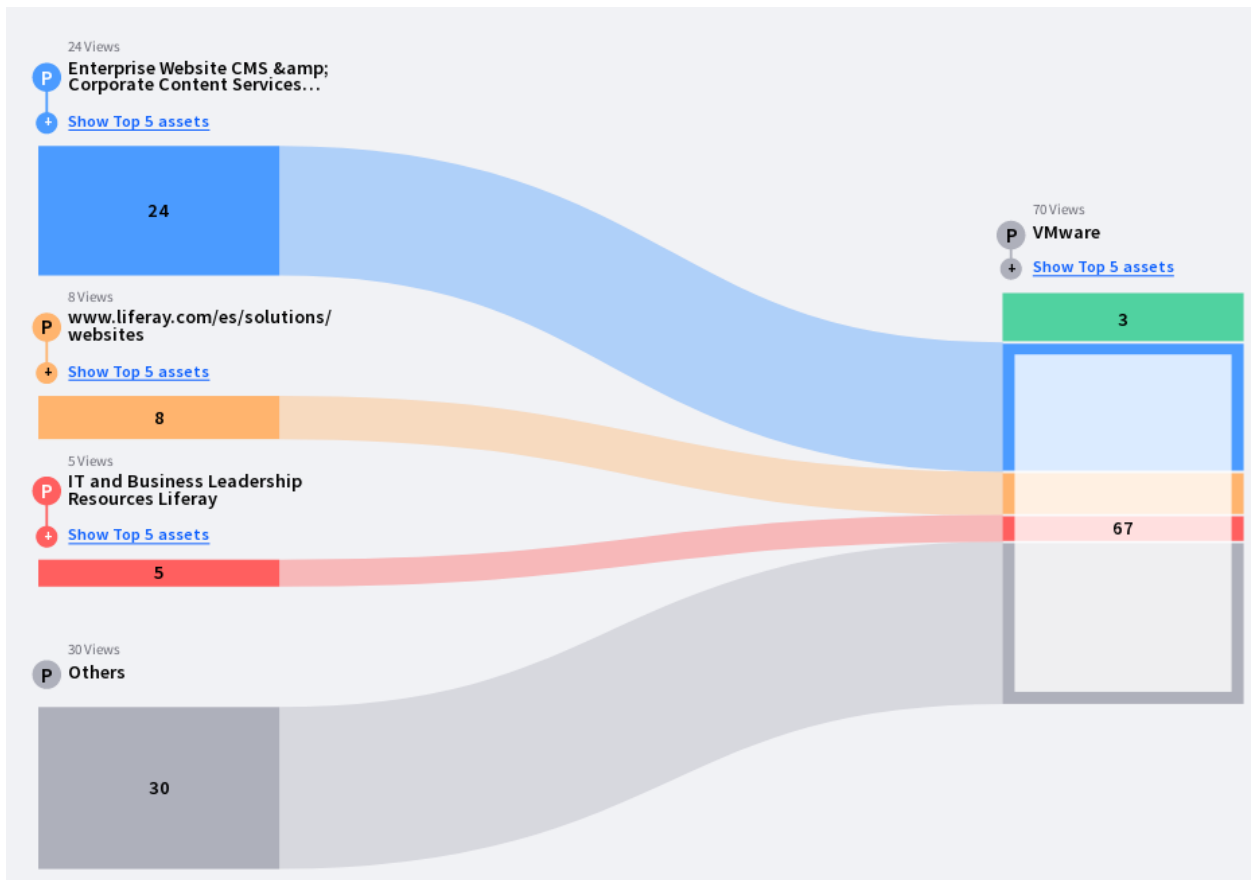 24 Views
P
Enterprise Website CMS &amp;
Corporate Content Services...
+
Show Top 5 assets
24
8 Views
P
www.liferay.com/es/solutions/
websites
+
Show Top 5 assets
8
5 Views
P
IT and Business Leadership
Resources Liferay
+
Show Top 5 assets
5
30 Views
P
Others
30
70 Views
P
VMware
+
Show Top 5 assets
3
67